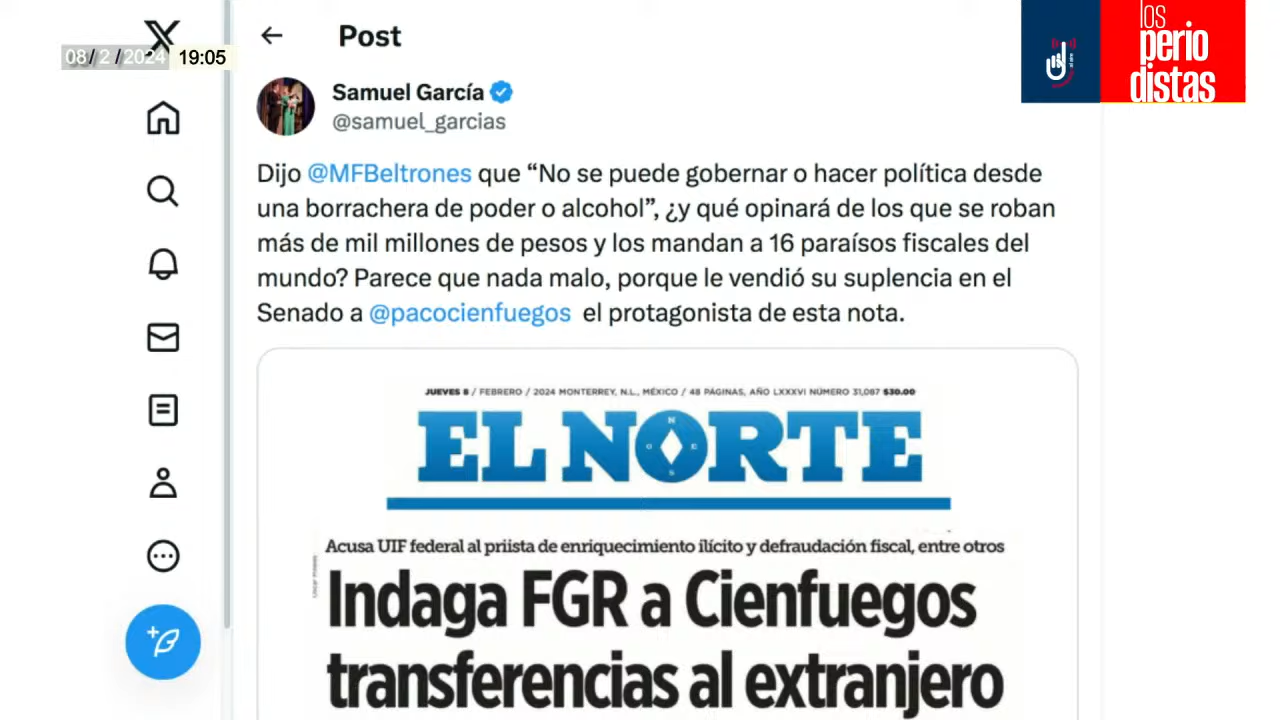 08/2/2024 19:05
Post
los
perio
distas
Samuel García
@samuel_garcias
Dijo @MFBeltrones que “No se puede gobernar o hacer política desde
una borrachera de poder o alcohol”, ¿y qué opinará de los que se roban
más de mil millones de pesos y los mandan a 16 paraísos fiscales del
mundo? Parece que nada malo, porque le vendió su suplencia en el
Senado a @pacocienfuegos el protagonista de esta nota.
JUEVES 8 / FEBRERO / 2024 MONTERREY, N.L., MÉXICO / 48 PÁGINAS, AÑO LXXXVI NÚMERO 31,087 $30.00
EL NORTE
Acusa UIF federal al priista de enriquecimiento ilícito y defraudación fiscal, entre otros
Indaga FGR a Cienfuegos
transferencias al extranjero